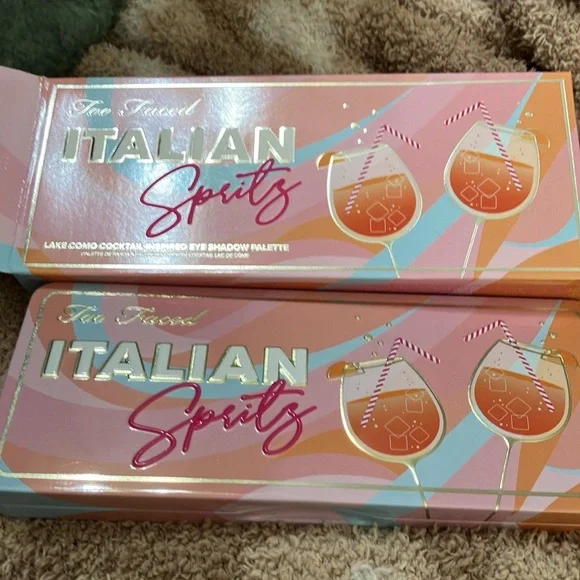 Too Faced
ITALIAN
Spritz
LAKE COMO COCKTAIL-INSPIRED EYE SHADOW PALETTE
Too Faced
ITALIAN
Spritz